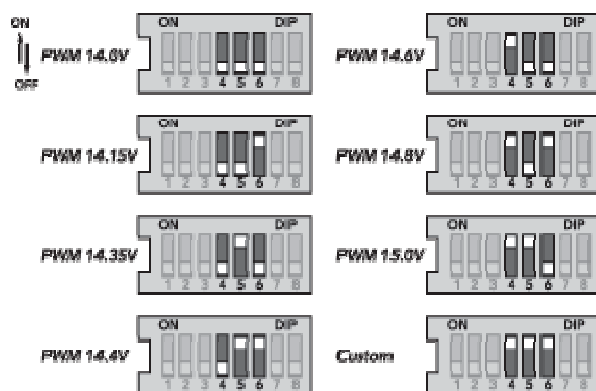 ON
OFF
PWM 14.0V
ON DIP
1 2 3 4 5 6 7 8
PWM 14.6V
ON DIP
1 2 3 4 5 6 7 8
PWM 14.15V
ON DIP
1 2 3 4 5 6 7 8
PWM 14.8V
ON DIP
1 2 3 4 5 6 7 8
PWM 14.35V
ON DIP
1 2 3 4 5 6 7 8
PWM 15.0V
ON DIP
1 2 3 4 5 6 7 8
PWM 14.4V
ON DIP
1 2 3 4 5 6 7 8
Custom
ON DIP
1 2 3 4 5 6 7 8